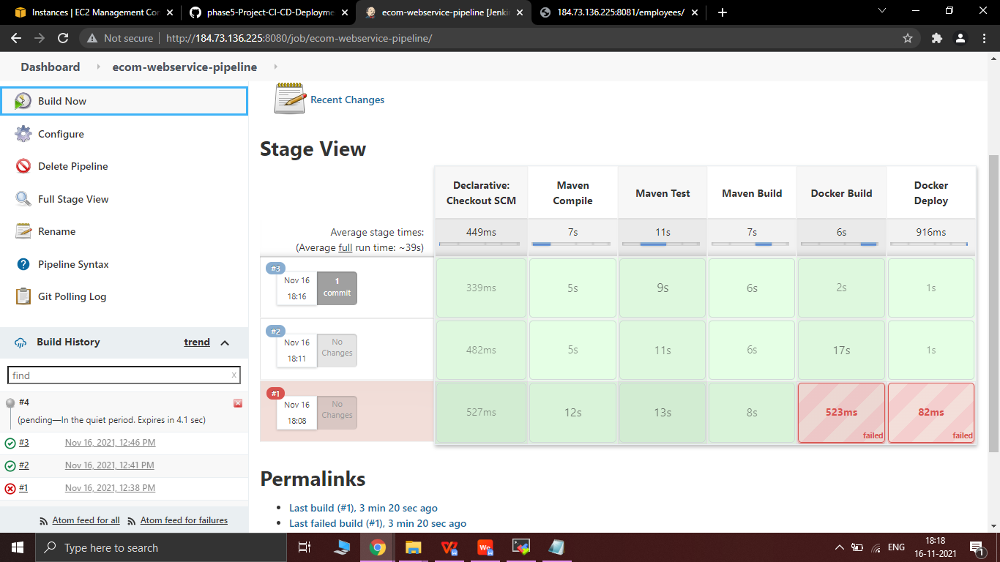 Instances | EC2 Management Con
phase5-Project-CI-CD-Deployme
ecom-webservice-pipeline [Jenki
184.73.136.225:8081/employees/
Not secure
http://184.73.136.225:8080/job/ecom-webservice-pipeline/
Dashboard
ecom-webservice-pipeline
Build Now
Configure
Delete Pipeline
Full Stage View
Rename
Pipeline Syntax
Git Polling Log
Build History
trend
find
x
#4
(pending—In the quiet period. Expires in 4.1 sec)
#3 Nov 16, 2021, 12:46 PM
#2 Nov 16, 2021, 12:41 PM
#1 Nov 16, 2021, 12:38 PM
Atom feed for all
Atom feed for failures
Recent Changes
Stage View
Declarative:
Checkout SCM
Maven
Compile
Maven Test
Maven Build
Docker Build
Docker
Deploy
Average stage times:
(Average full run time: ~39s)
449ms 7s 11s 7s 6s 916ms
#3
Nov 16
18:16
1
commit
339ms 5s 9s 6s 2s 1s
#2
Nov 16
18:11
No
Changes
482ms 5s 11s 6s 17s 1s
#1
Nov 16
18:08
No
Changes
527ms 12s 13s 8s 523ms 82ms
failed failed
Permalinks
Last build (#1), 3 min 20 sec ago
Last failed build (#1), 3 min 20 sec ago
Type here to search
ENG
18:18
16-11-2021
1